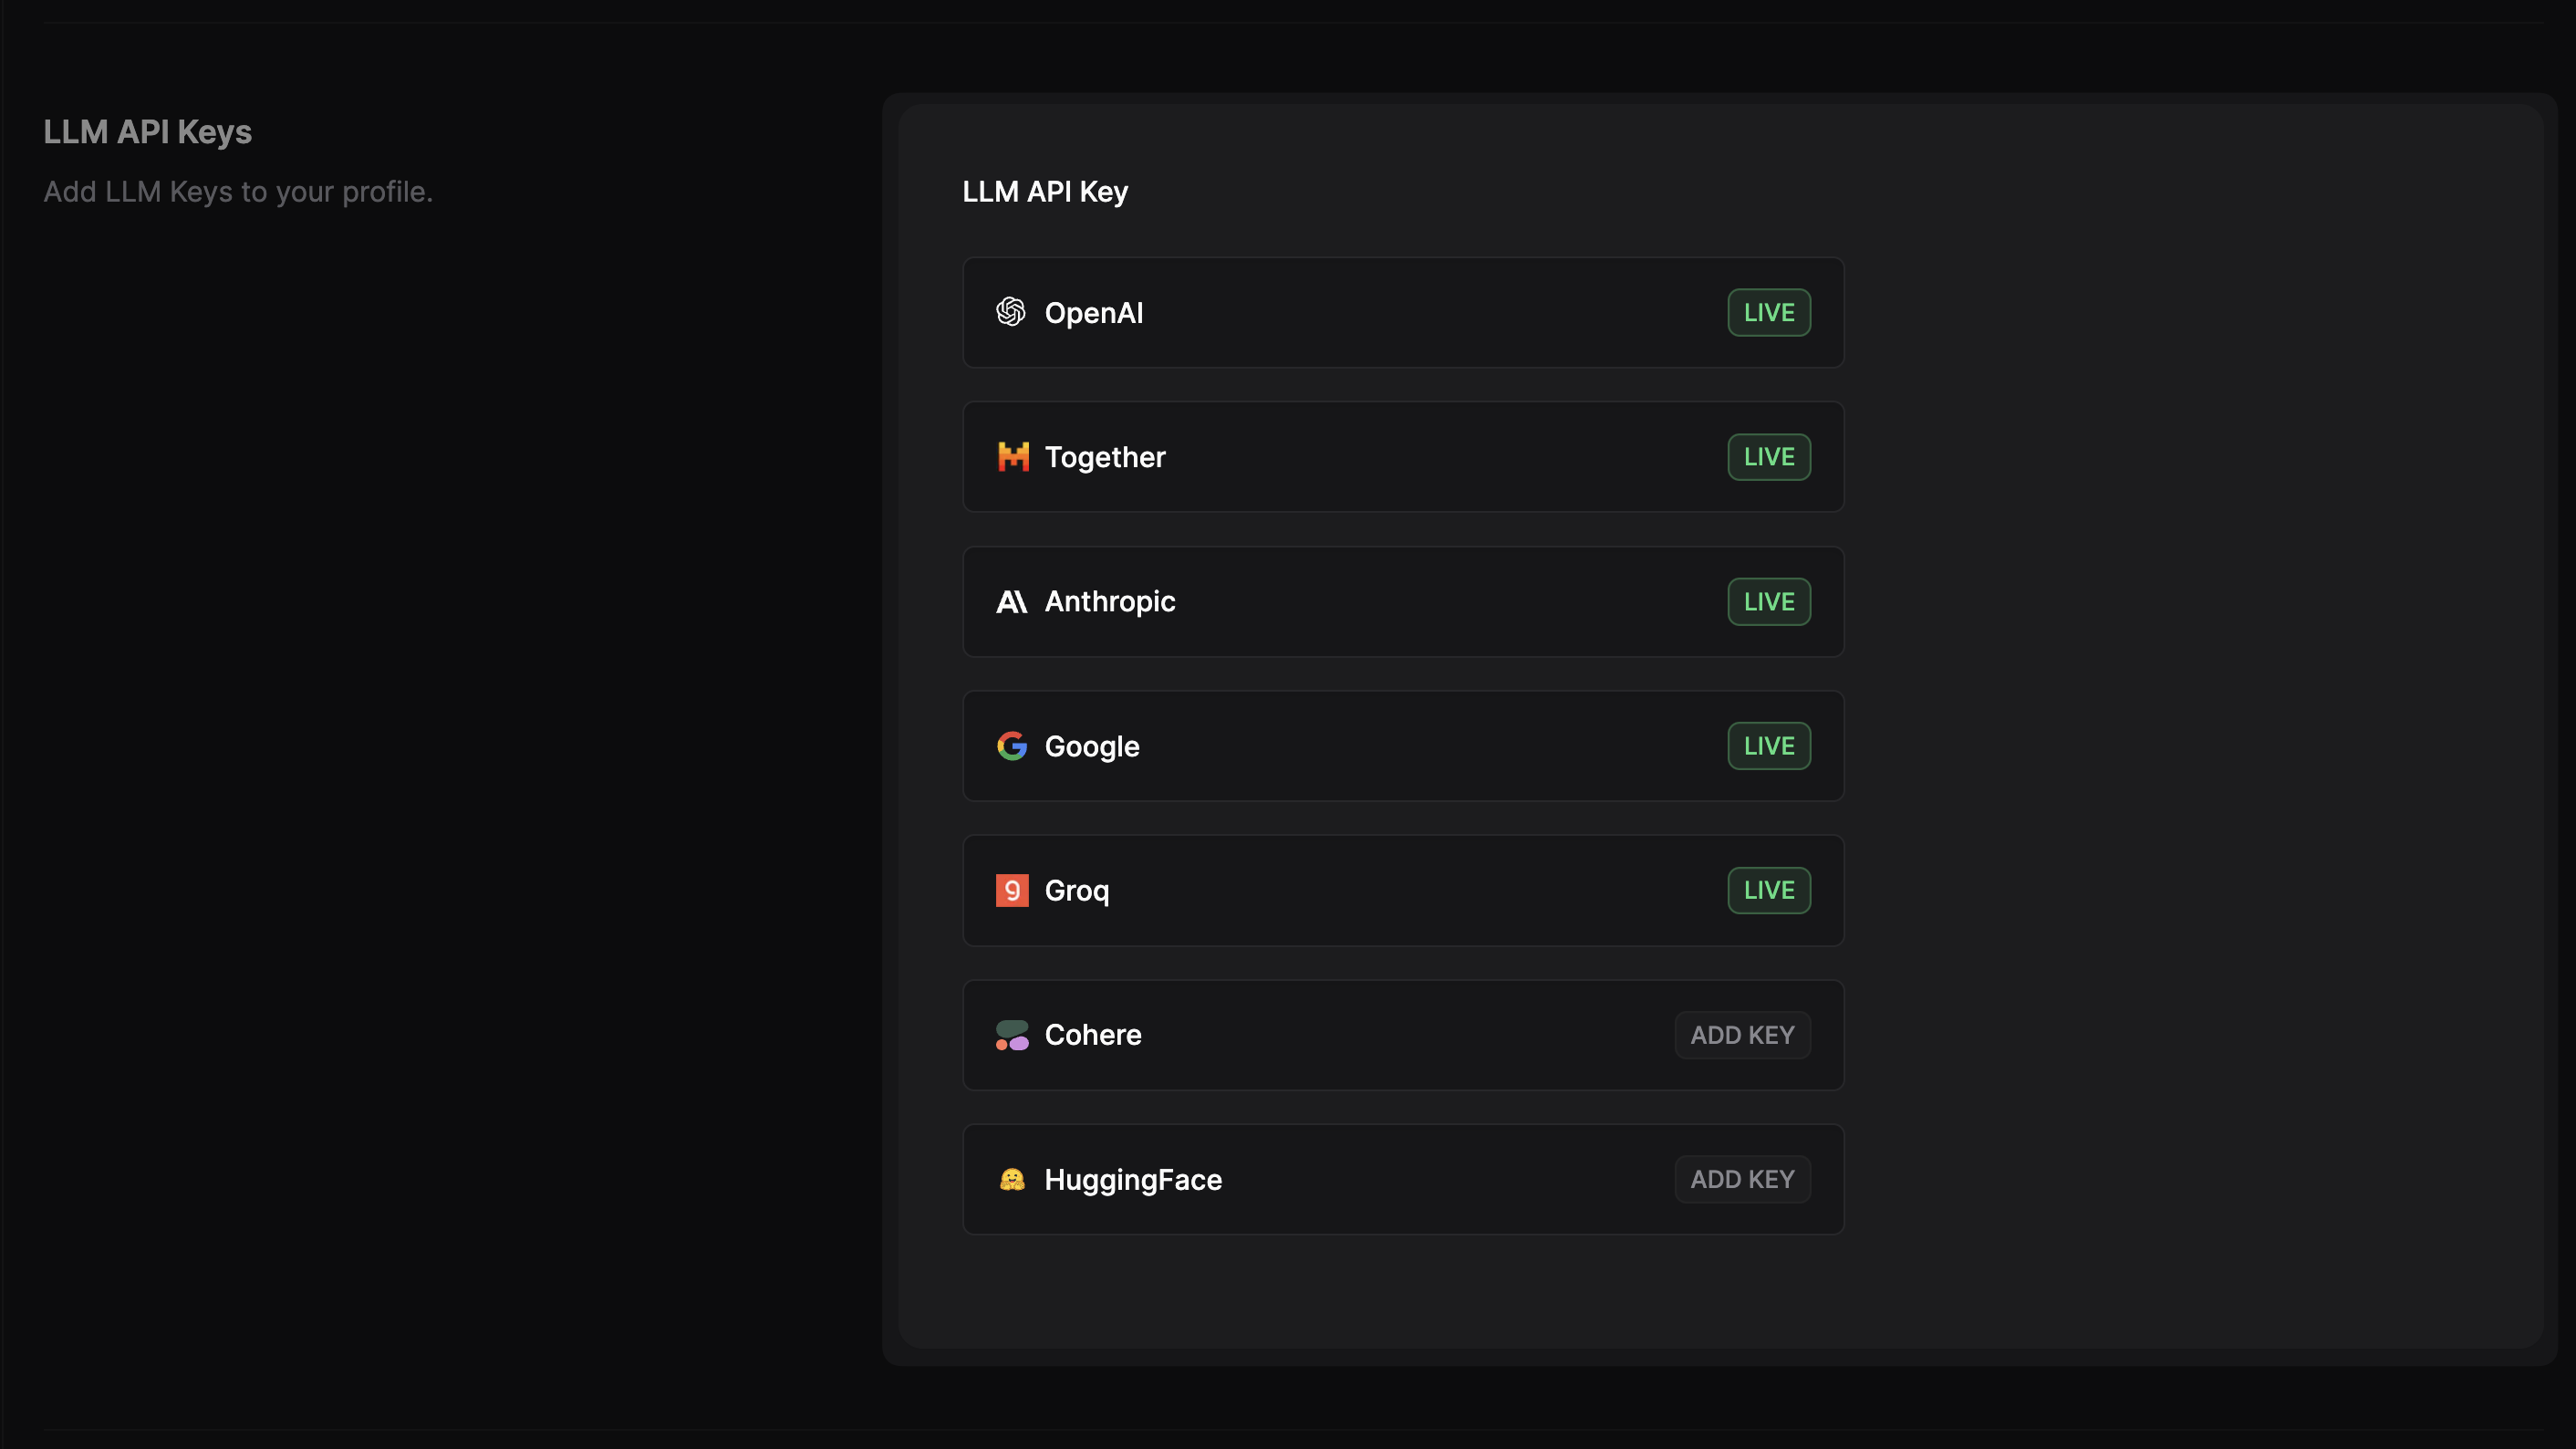 LLM API Keys
Add LLM Keys to your profile.
LLM API Key
OpenAI LIVE
Together LIVE
Anthropic LIVE
Google LIVE
Groq LIVE
Cohere ADD KEY
HuggingFace ADD KEY